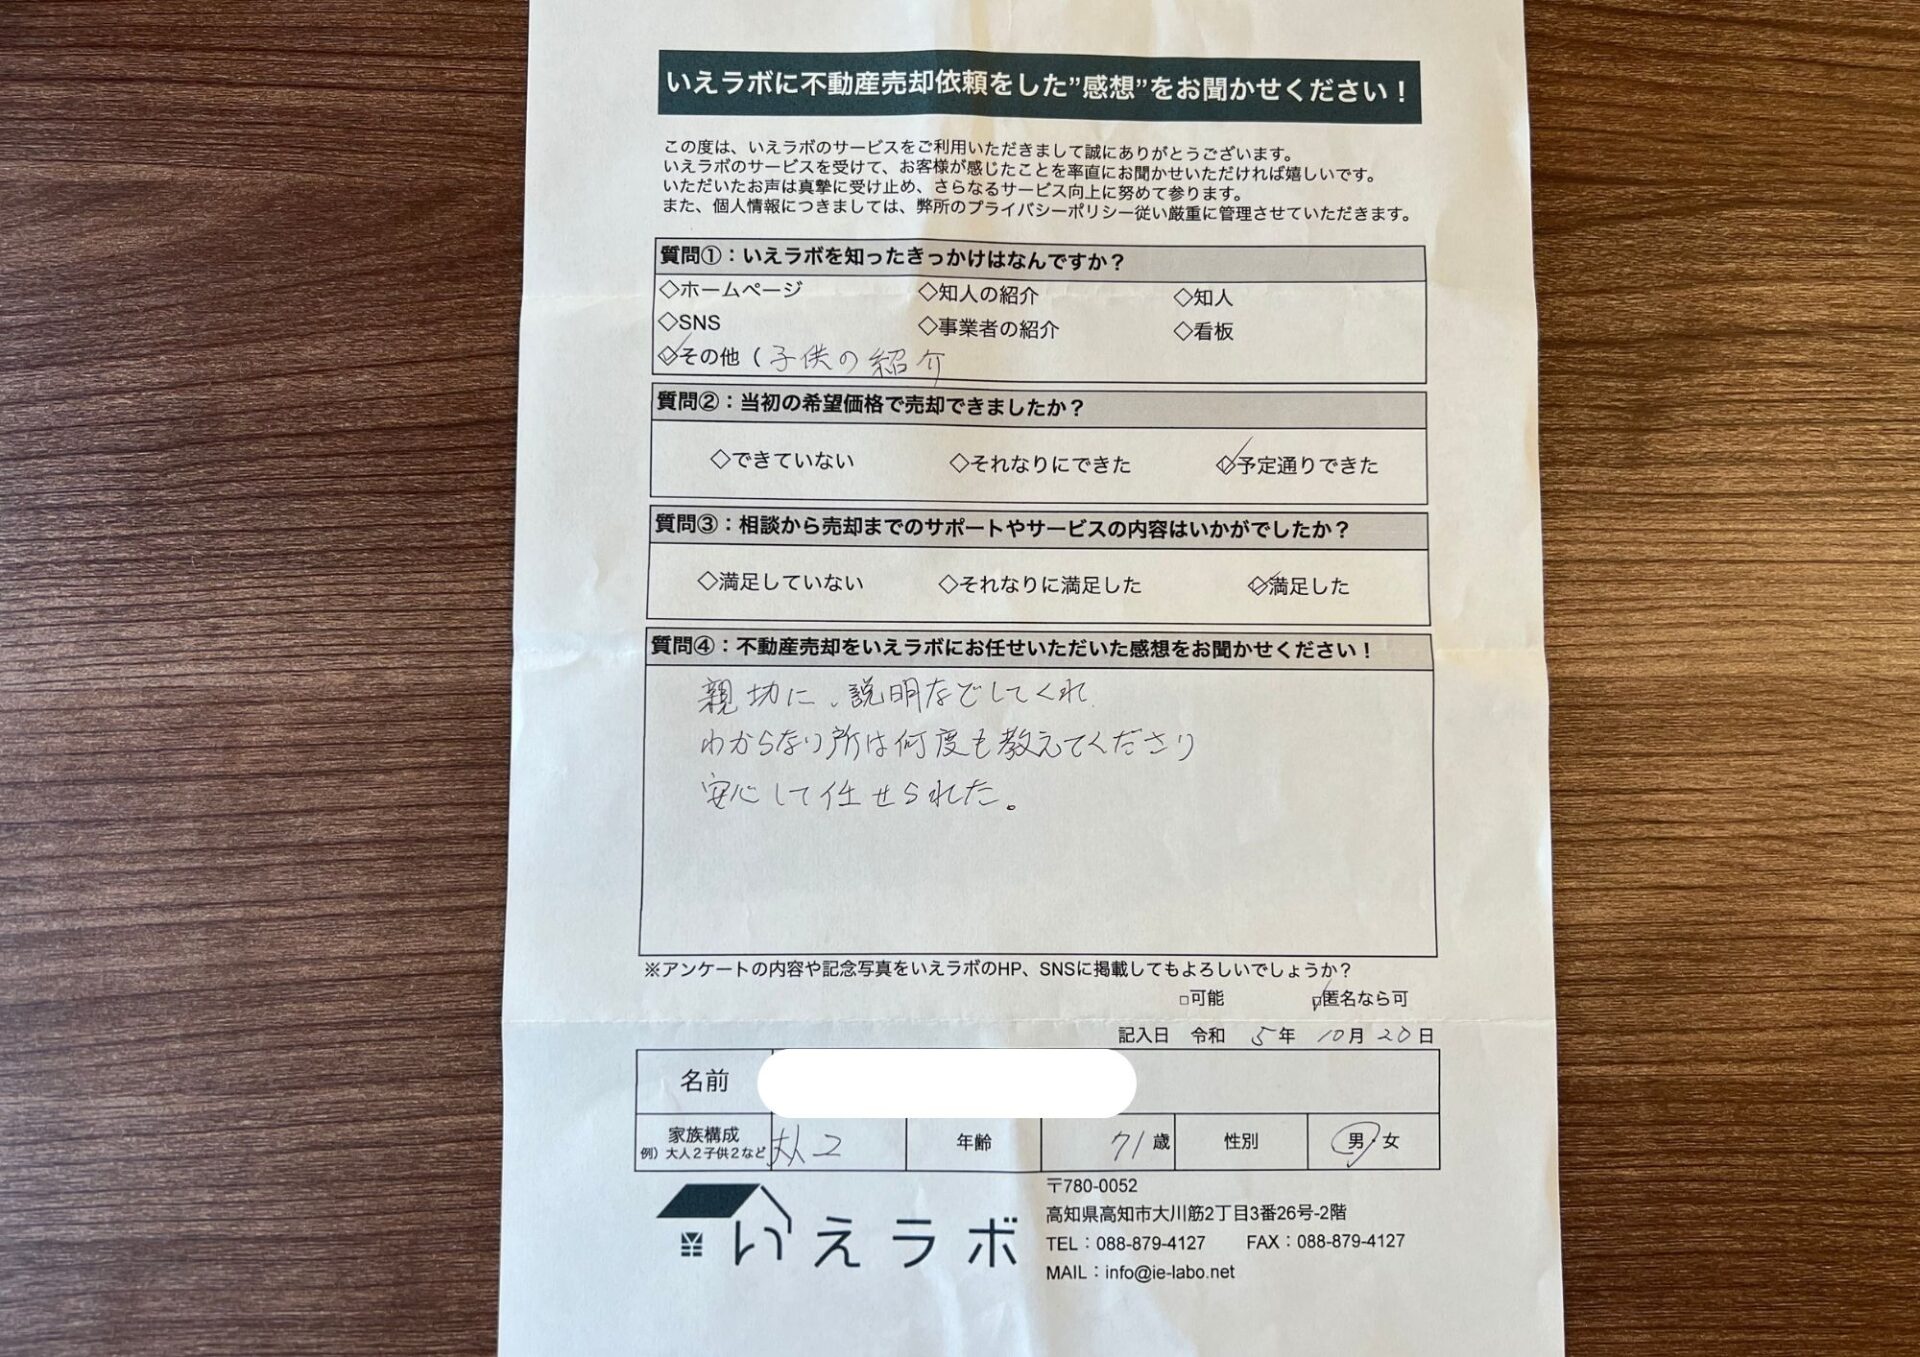 いえラボに不動産売却依頼をした”感想”をお聞かせください！
この度は、いえラボのサービスをご利用いただきまして誠にありがとうございます。
いえラボのサービスを受けて、お客様が感じたことを率直にお聞かせいただければ嬉しいです。
いただいたお声は真摯に受け止め、さらなるサービス向上に努めて参ります。
また、個人情報につきましては、弊所のプライバシーポリシー従い厳重に管理させていただきます。
質問①：いえラボを知ったきっかけはなんですか？
◇ホームページ ◇知人の紹介 ◇知人
◇SNS ◇事業者の紹介 ◇看板
◇その他（子供の紹介
質問②：当初の希望価格で売却できましたか？
◇できていない ◇それなりにできた ◇予定通りできた
質問③：相談から売却までのサポートやサービスの内容はいかがでしたか？
◇満足していない ◇それなりに満足した ◇満足した
質問④：不動産売却をいえラボにお任せいただいた感想をお聞かせください！
親切に、説明などしてくれ
わからない所は何度も教えてくださり
安心して任せられた。
※アンケートの内容や記念写真をいえラボのHP、SNSに掲載してもよろしいでしょうか？
□可能 □匿名なら可
記入日 令和 5年 10月 20日
名前
家族構成 大人2 年齢 71歳 性別 男・女
例）大人２子供２など
いえラボ
〒780-0052
高知県高知市大川筋2丁目3番26号-2階
TEL：088-879-4127 FAX：088-879-4127
MAIL：info@ie-labo.net